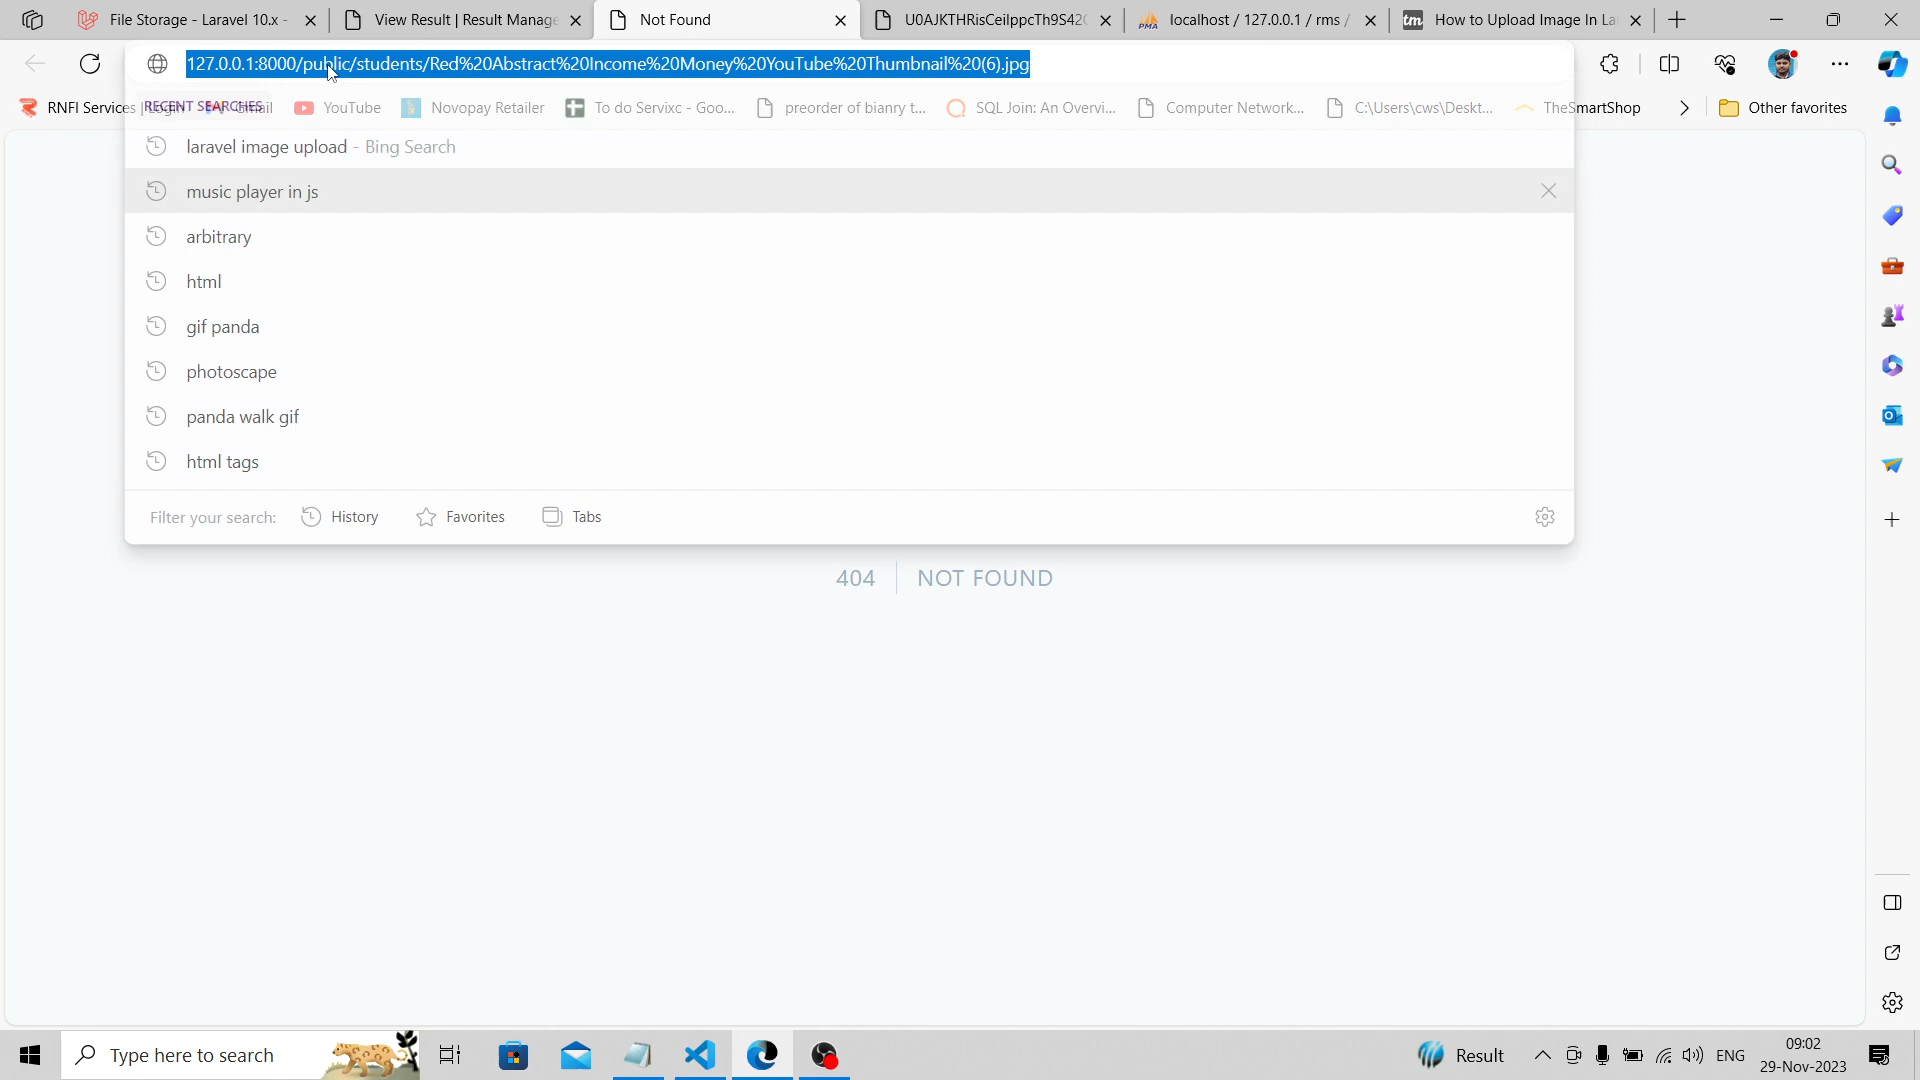 File Storage - Laravel 10.x -
View Result | Result Manage
Not Found
U0AJKTHRisCeilppcTh9S42
localhost / 127.0.0.1 / rms /
How to Upload Image In La
127.0.0.1:8000/public/students/Red%20Abstract%20Income%20Money%20YouTube%20Thumbnail%20(6).jpg
RNFI Services | Login
RECENT SEARCHES
Gmail
YouTube
Novopay Retailer
To do Servixc - Goo...
preorder of bianry t...
SQL Join: An Overvi...
Computer Network...
C:\Users\cws\Deskt...
TheSmartShop
Other favorites
laravel image upload - Bing Search
music player in js
arbitrary
html
gif panda
photoscape
panda walk gif
html tags
Filter your search:
History
Favorites
Tabs
404
NOT FOUND
Type here to search
Result
ENG
09:02
29-Nov-2023